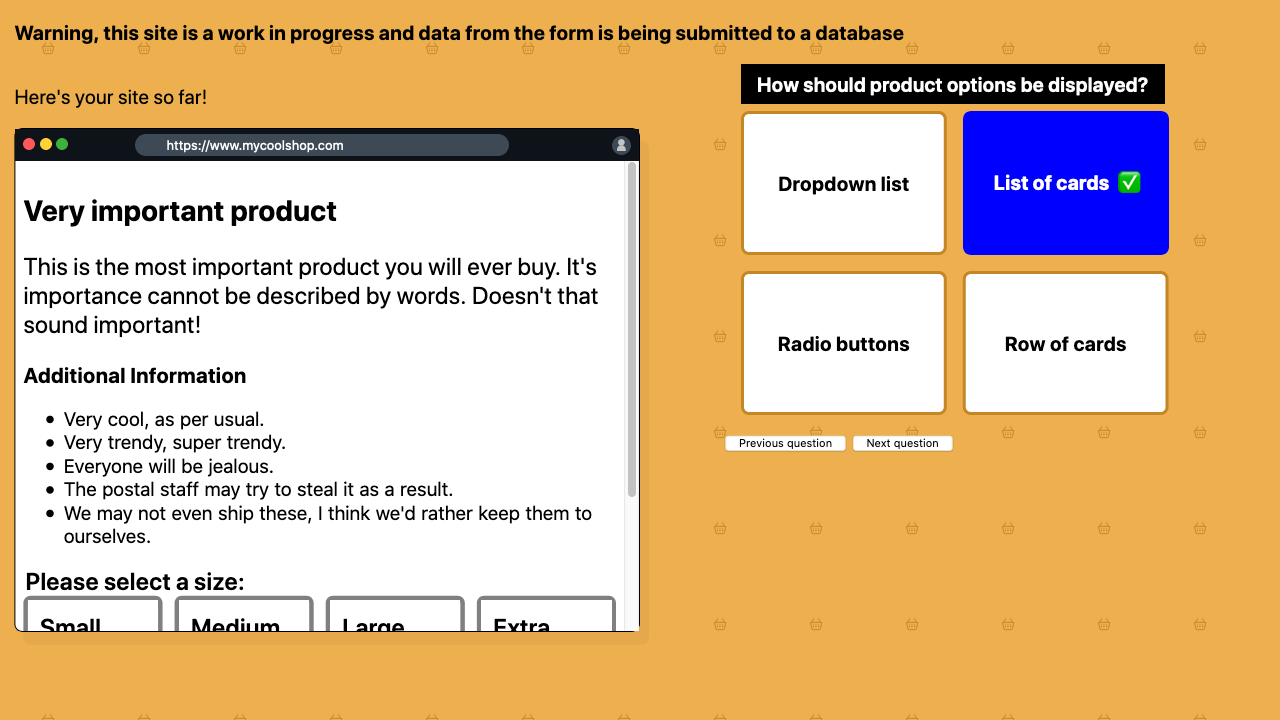 Warning, this site is a work in progress and data from the form is being submitted to a database
Here's your site so far!
https://www.mycoolshop.com
Very important product
This is the most important product you will ever buy. It's
importance cannot be described by words. Doesn't that
sound important!
Additional Information
Very cool, as per usual.
Very trendy, super trendy.
Everyone will be jealous.
The postal staff may try to steal it as a result.
We may not even ship these, I think we'd rather keep them to
ourselves.
Please select a size:
Small
Medium
Large
Extra
How should product options be displayed?
Dropdown list
List of cards ✅
Radio buttons
Row of cards
Previous question
Next question